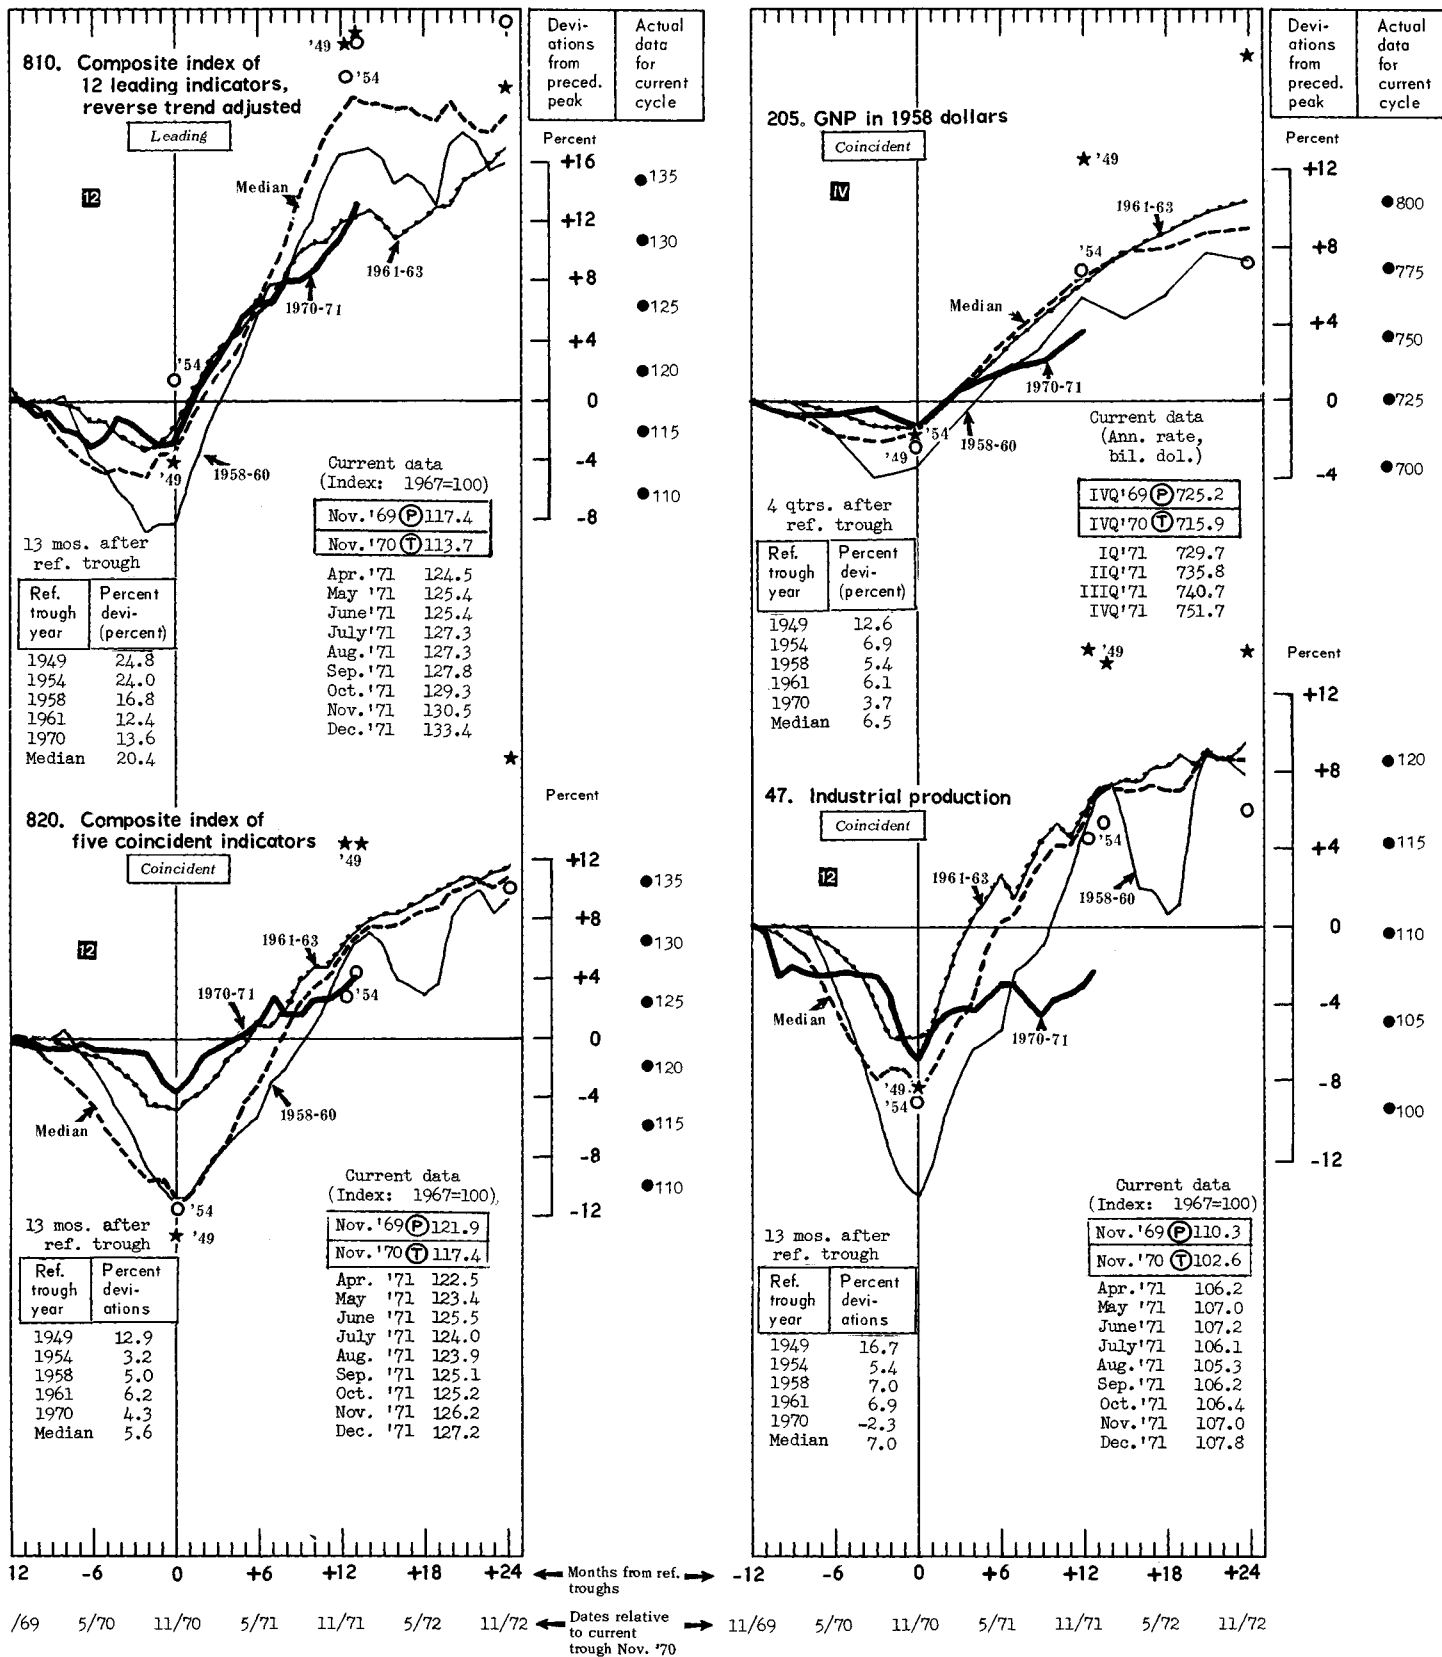 810. Composite index of
12 leading indicators,
reverse trend adjusted
Leading
12
'49
'54
Median
1961-63
1970-71
'54
'49
1958-60
Current data
(Index: 1967=100)
Nov.'69 P 117.4
Nov.'70 T 113.7
Apr.'71 124.5
May '71 125.4
June'71 125.4
July'71 127.3
Aug.'71 127.3
Sep.'71 127.8
Oct.'71 129.3
Nov.'71 130.5
Dec.'71 133.4
13 mos. after
ref. trough
Ref. trough year Percent devi- (percent)
1949 24.8
1954 24.0
1958 16.8
1961 12.4
1970 13.6
Median 20.4
Devi-
ations
from
preced.
peak
Actual
data
for
current
cycle
Percent
+16
+12
+8
+4
0
-4
-8
135
130
125
120
115
110
820. Composite index of
five coincident indicators
Coincident
12
'49
1961-63
1970-71
'54
1958-60
Median
'54
'49
Current data
(Index: 1967=100)
Nov.'69 P 121.9
Nov.'70 T 117.4
Apr. '71 122.5
May '71 123.4
June '71 125.5
July '71 124.0
Aug. '71 123.9
Sep. '71 125.1
Oct. '71 125.2
Nov. '71 126.2
Dec. '71 127.2
13 mos. after
ref. trough
Ref. trough year Percent devi- ations
1949 12.9
1954 3.2
1958 5.0
1961 6.2
1970 4.3
Median 5.6
Percent
+12
+8
+4
0
-4
-8
-12
135
130
125
120
115
110
12 -6 0 +6 +12 +18 +24
/69 5/70 11/70 5/71 11/71 5/72 11/72
Months from ref.
troughs
Dates relative
to current
trough Nov. '70
205. GNP in 1958 dollars
Coincident
IV
'49
1961-63
'54
Median
1970-71
'54
'49
1958-60
Current data
(Ann. rate,
bil. dol.)
IVQ'69 P 725.2
IVQ'70 T 715.9
IQ'71 729.7
IIQ'71 735.8
IIIQ'71 740.7
IVQ'71 751.7
4 qtrs. after
ref. trough
Ref. trough year Percent devi- (percent)
1949 12.6
1954 6.9
1958 5.4
1961 6.1
1970 3.7
Median 6.5
Devi-
ations
from
preced.
peak
Actual
data
for
current
cycle
Percent
+12
+8
+4
0
-4
800
775
750
725
700
47. Industrial production
Coincident
12
'49
'54
1961-63
1958-60
Median
1970-71
'49
'54
Current data
(Index: 1967=100)
Nov.'69 P 110.3
Nov.'70 T 102.6
Apr.'71 106.2
May '71 107.0
June'71 107.2
July'71 106.1
Aug.'71 105.3
Sep.'71 106.2
Oct.'71 106.4
Nov.'71 107.0
Dec.'71 107.8
13 mos. after
ref. trough
Ref. trough year Percent devi- ations
1949 16.7
1954 5.4
1958 7.0
1961 6.9
1970 -2.3
Median 7.0
Percent
+12
+8
+4
0
-4
-8
-12
120
115
110
105
100
-12 -6 0 +6 +12 +18 +24
11/69 5/70 11/70 5/71 11/71 5/72 11/72